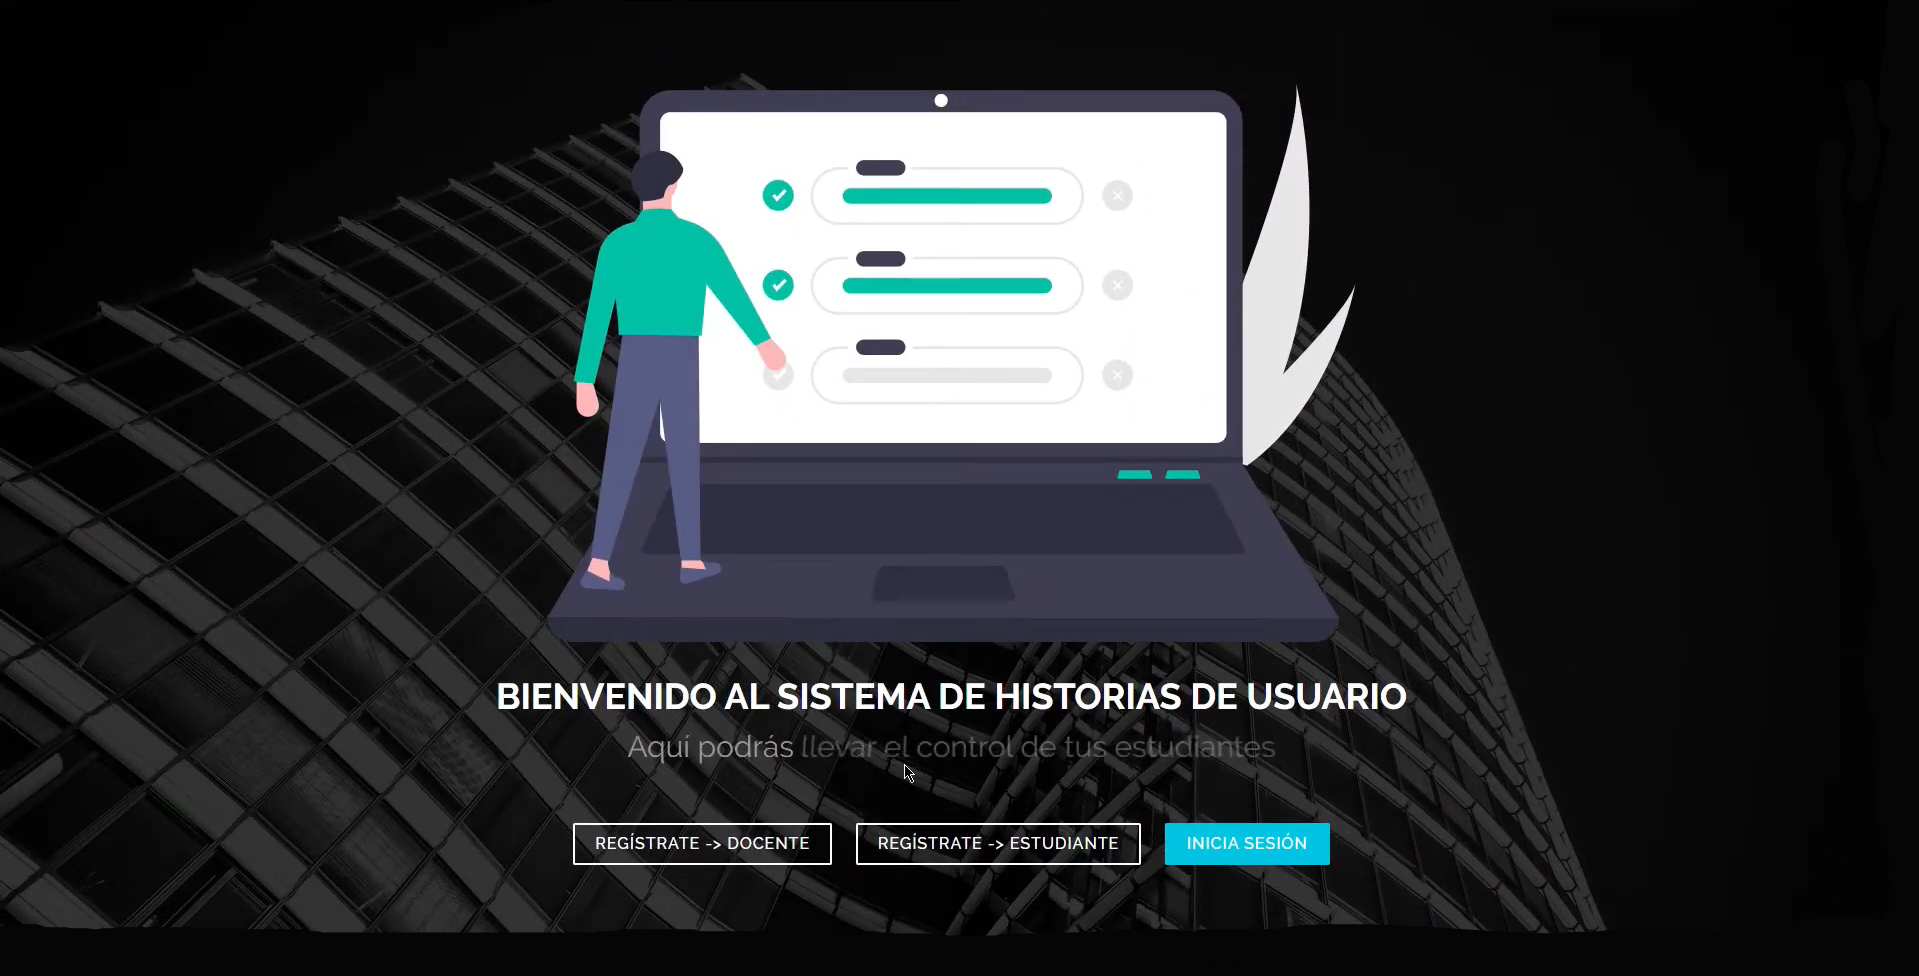 BIENVENIDO AL SISTEMA DE HISTORIAS DE USUARIO
Aquí podrás llevar el control de tus estudiantes
REGÍSTRATE -> DOCENTE
REGÍSTRATE -> ESTUDIANTE
INICIA SESIÓN